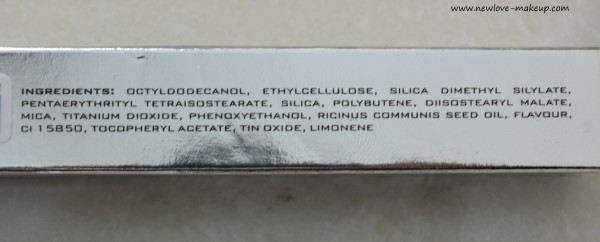 www.newlove-makeup.com
INGREDIENTS: OCTYLDODECANOL, ETHYLCELLULOSE, SILICA DIMETHYL SILYLATE,
PENTAERYTHRITYL TETRAISOSTEARATE, SILICA, POLYBUTENE, DIISOSTEARYL MALATE,
MICA, TITANIUM DIOXIDE, PHENOXYETHANOL, RICINUS COMMUNIS SEED OIL, FLAVOUR,
CI 15850, TOCOPHERYL ACETATE, TIN OXIDE, LIMONENE